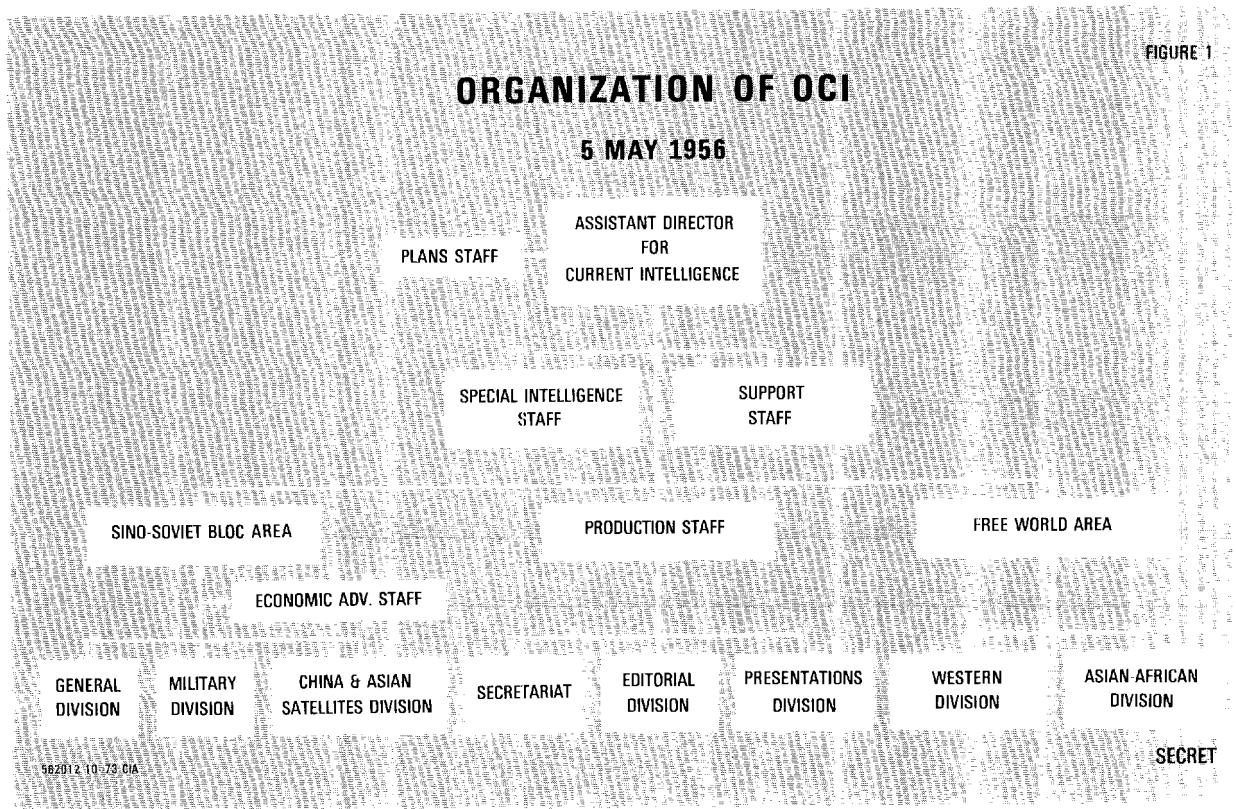 FIGURE 1
ORGANIZATION OF OCI
5 MAY 1956
ASSISTANT DIRECTOR
FOR
CURRENT INTELLIGENCE
PLANS STAFF
SPECIAL INTELLIGENCE
STAFF
SUPPORT
STAFF
SINO-SOVIET BLOC AREA
PRODUCTION STAFF
FREE WORLD AREA
ECONOMIC ADV. STAFF
GENERAL
DIVISION
MILITARY
DIVISION
CHINA & ASIAN
SATELLITES DIVISION
SECRETARIAT
EDITORIAL
DIVISION
PRESENTATIONS
DIVISION
WESTERN
DIVISION
ASIAN-AFRICAN
DIVISION
SECRET
562012 10-73 CIA